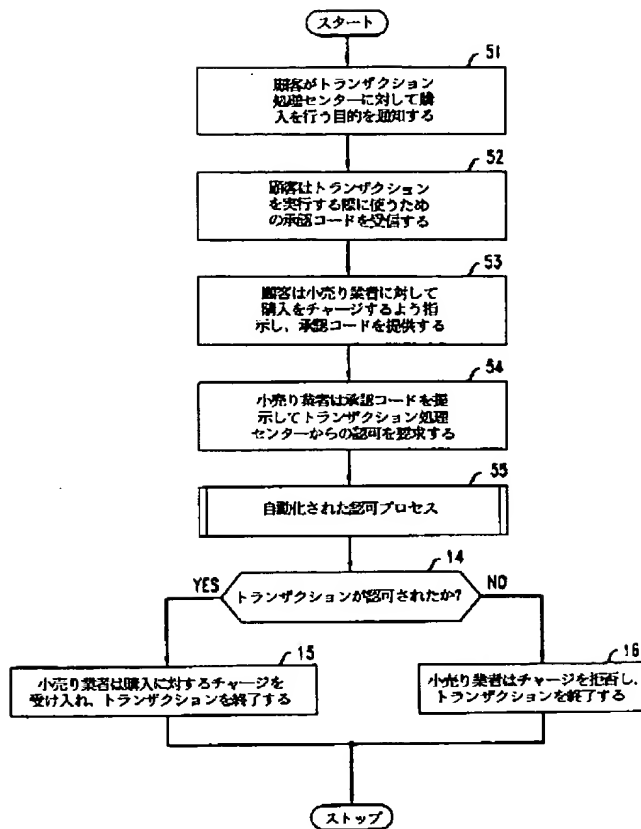 スタート
51
顧客がトランザクション
処理センターに対して購
入を行う目的を通知する
52
顧客はトランザクション
を実行する際に使うため
の承認コードを受信する
53
顧客は小売り業者に対して
購入をチャージするよう指
示し、承認コードを提供する
54
小売り業者は承認コードを提
示してトランザクション処理
センターからの認可を要求する
55
自動化された認可プロセス
14
YES
トランザクションが認可されたか?
NO
15
小売り業者は購入に対するチャージを
受け入れ、トランザクションを終了する
16
小売り業者はチャージを拒否し、
トランザクションを終了する
ストップ